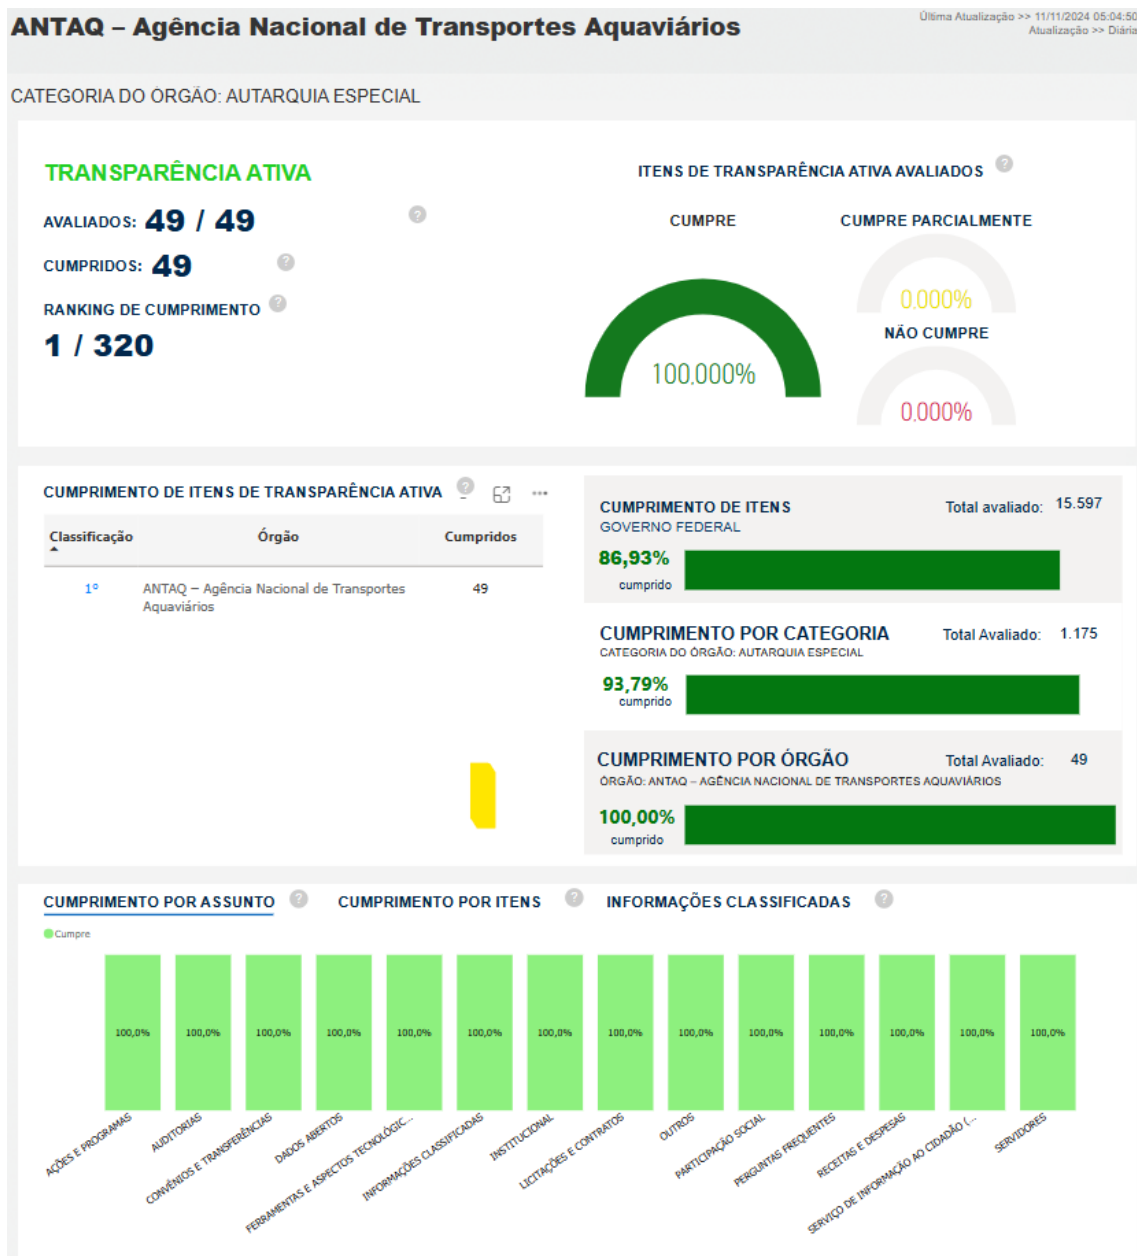 ANTAQ – Agência Nacional de Transportes Aquaviários
Última Atualização >> 11/11/2024 05:04:50
Atualização >> Diária
CATEGORIA DO ÓRGÃO: AUTARQUIA ESPECIAL
TRANSPARÊNCIA ATIVA
AVALIADOS: 49 / 49
CUMPRIDOS: 49
RANKING DE CUMPRIMENTO
1 / 320
ITENS DE TRANSPARÊNCIA ATIVA AVALIADOS
CUMPRE
100,000%
CUMPRE PARCIALMENTE
0,000%
NÃO CUMPRE
0,000%
CUMPRIMENTO DE ITENS DE TRANSPARÊNCIA ATIVA
Classificação Órgão Cumpridos
1º ANTAQ – Agência Nacional de Transportes 49
Aquaviários
CUMPRIMENTO DE ITENS Total avaliado: 15.597
GOVERNO FEDERAL
86,93%
cumprido
CUMPRIMENTO POR CATEGORIA Total Avaliado: 1.175
CATEGORIA DO ÓRGÃO: AUTARQUIA ESPECIAL
93,79%
cumprido
CUMPRIMENTO POR ÓRGÃO Total Avaliado: 49
ÓRGÃO: ANTAQ – AGÊNCIA NACIONAL DE TRANSPORTES AQUAVIÁRIOS
100,00%
cumprido
CUMPRIMENTO POR ASSUNTO CUMPRIMENTO POR ITENS INFORMAÇÕES CLASSIFICADAS
Cumpre
100,0% 100,0% 100,0% 100,0% 100,0% 100,0% 100,0% 100,0% 100,0% 100,0% 100,0% 100,0% 100,0% 100,0%
AÇÕES E PROGRAMAS
AUDITORIAS
CONVÊNIOS E TRANSFERÊNCIAS
DADOS ABERTOS
FERRAMENTAS E ASPECTOS TECNOLÓGIC...
INFORMAÇÕES CLASSIFICADAS
INSTITUCIONAL
LICITAÇÕES E CONTRATOS
OUTROS
PARTICIPAÇÃO SOCIAL
PERGUNTAS FREQUENTES
RECEITAS E DESPESAS
SERVIÇO DE INFORMAÇÃO AO CIDADÃO (...
SERVIDORES